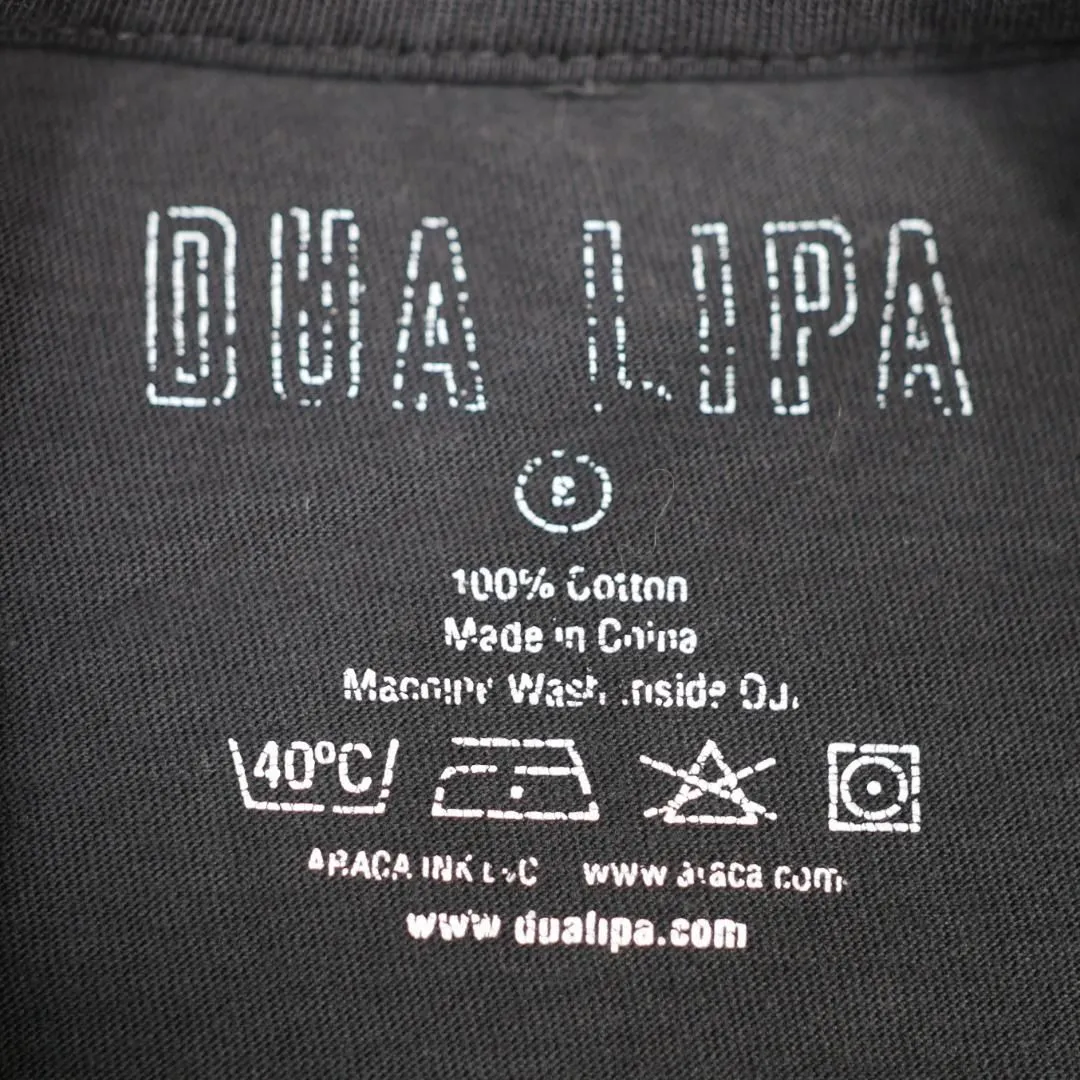 DUA LIPA
S
100% Cotton
Made in China
Machine Wash Inside Out
40°C
ARACA INK LLC www.araca.com
www.dualipa.com